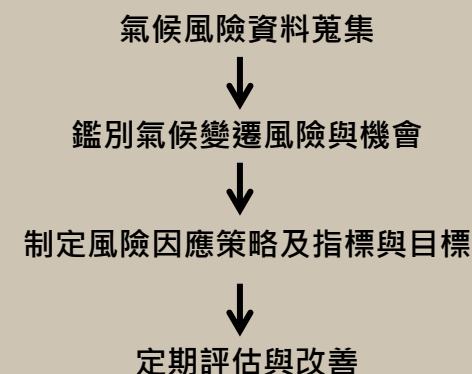 氣候風險資料蒐集
鑑別氣候變遷風險與機會
制定風險因應策略及指標與目標
定期評估與改善